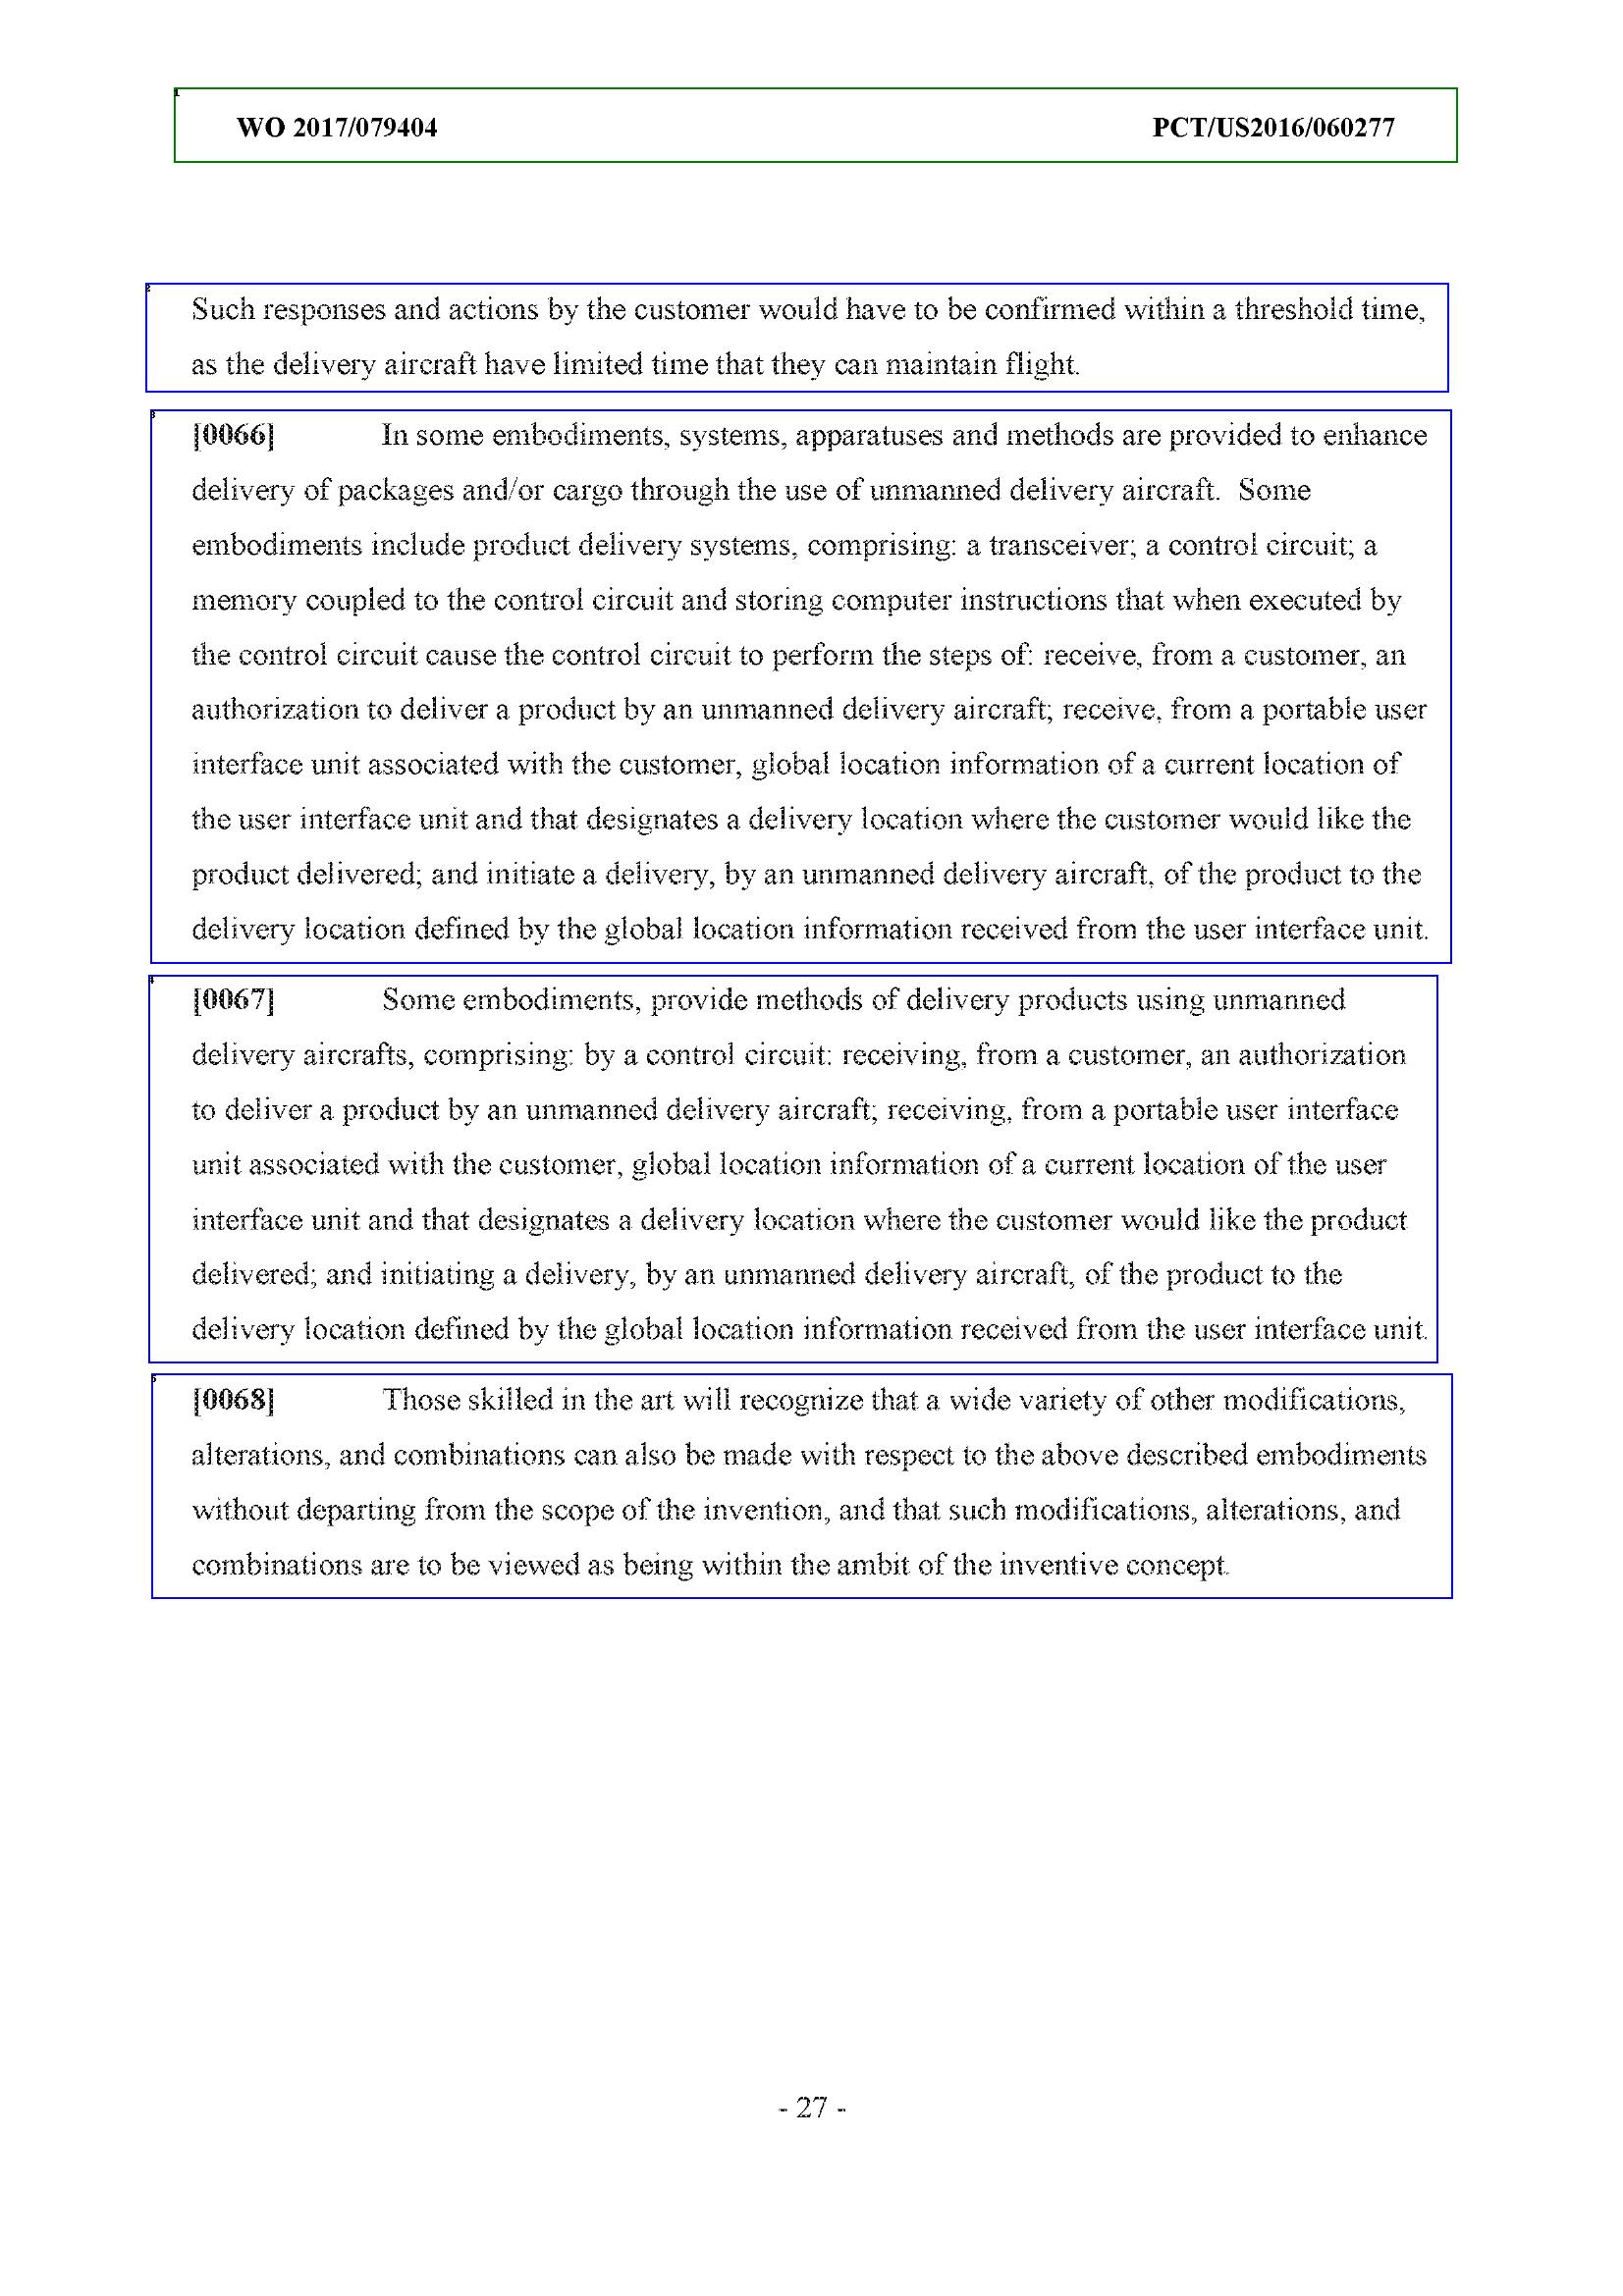 WO 2017/079404 PCT/US2016/060277
Such responses and actions by the customer would have to be confirmed within a threshold time,
as the delivery aircraft have limited time that they can maintain flight.
[0066] In some embodiments, systems, apparatuses and methods are provided to enhance
delivery of packages and/or cargo through the use of unmanned delivery aircraft. Some
embodiments include product delivery systems, comprising: a transceiver; a control circuit; a
memory coupled to the control circuit and storing computer instructions that when executed by
the control circuit cause the control circuit to perform the steps of: receive, from a customer, an
authorization to deliver a product by an unmanned delivery aircraft; receive, from a portable user
interface unit associated with the customer, global location information of a current location of
the user interface unit and that designates a delivery location where the customer would like the
product delivered; and initiate a delivery, by an unmanned delivery aircraft, of the product to the
delivery location defined by the global location information received from the user interface unit.
[0067] Some embodiments, provide methods of delivery products using unmanned
delivery aircrafts, comprising: by a control circuit: receiving, from a customer, an authorization
to deliver a product by an unmanned delivery aircraft; receiving, from a portable user interface
unit associated with the customer, global location information of a current location of the user
interface unit and that designates a delivery location where the customer would like the product
delivered; and initiating a delivery, by an unmanned delivery aircraft, of the product to the
delivery location defined by the global location information received from the user interface unit.
[0068] Those skilled in the art will recognize that a wide variety of other modifications,
alterations, and combinations can also be made with respect to the above described embodiments
without departing from the scope of the invention, and that such modifications, alterations, and
combinations are to be viewed as being within the ambit of the inventive concept.
- 27 -